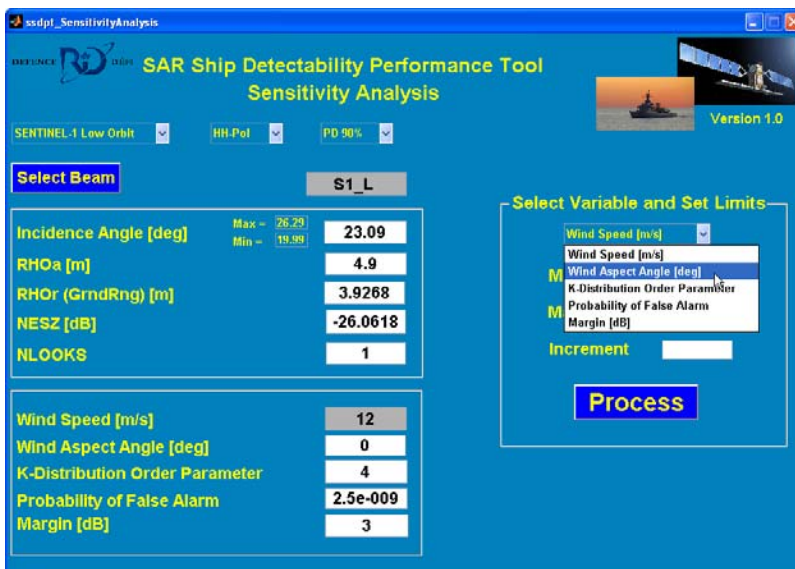 ssdpt_SensitivityAnalysis
DEFENCE R&D DÉFENSE
SAR Ship Detectability Performance Tool
Sensitivity Analysis
Version 1.0
SENTINEL-1 Low Orbit
HH-Pol
PD 90%
Select Beam
S1_L
Incidence Angle [deg]
Max = 26.29
Min = 19.99
23.09
RHOa [m]
4.9
RHOr (GrndRng) [m]
3.9268
NESZ [dB]
-26.0618
NLOOKS
1
Wind Speed [m/s]
12
Wind Aspect Angle [deg]
0
K-Distribution Order Parameter
4
Probability of False Alarm
2.5e-009
Margin [dB]
3
Select Variable and Set Limits
Wind Speed [m/s]
Wind Speed [m/s]
Wind Aspect Angle [deg]
K-Distribution Order Parameter
Probability of False Alarm
Margin [dB]
Increment
Process